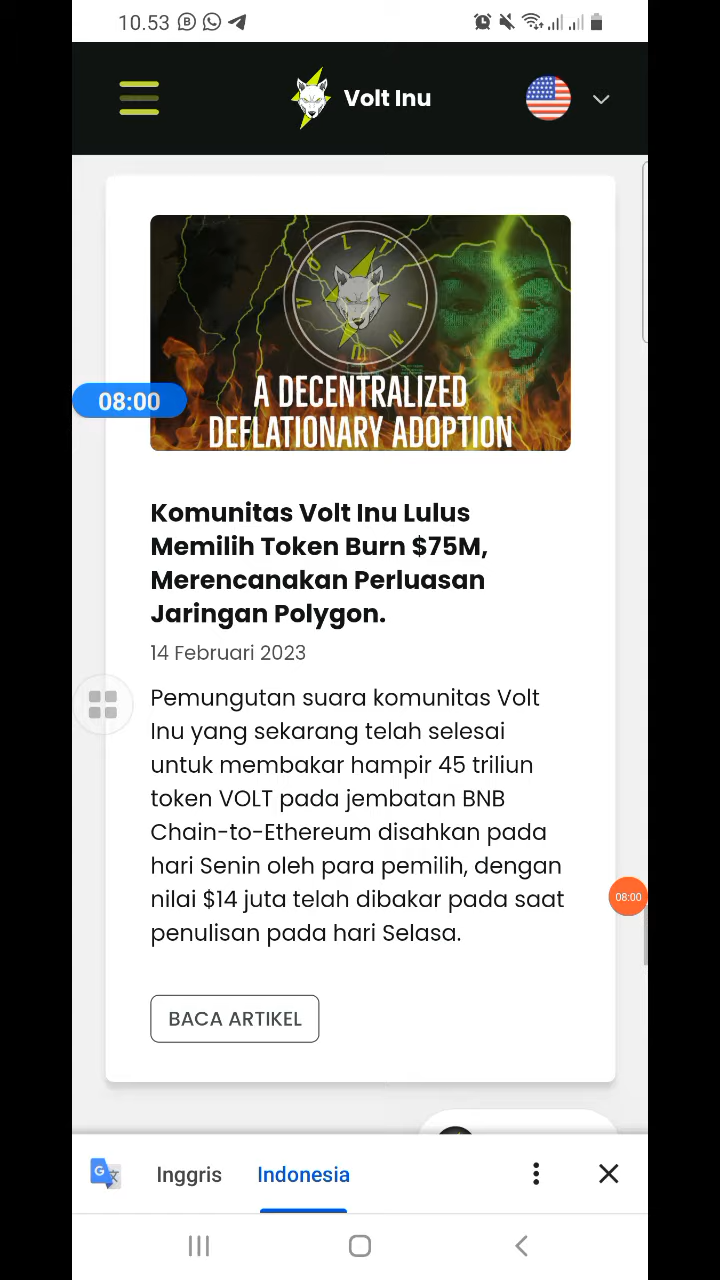 10.53
Volt Inu
VOLT INU
A DECENTRALIZED
DEFLATIONARY ADOPTION
08:00
Komunitas Volt Inu Lulus
Memilih Token Burn $75M,
Merencanakan Perluasan
Jaringan Polygon.
14 Februari 2023
Pemungutan suara komunitas Volt
Inu yang sekarang telah selesai
untuk membakar hampir 45 triliun
token VOLT pada jembatan BNB
Chain-to-Ethereum disahkan pada
hari Senin oleh para pemilih, dengan
nilai $14 juta telah dibakar pada saat
penulisan pada hari Selasa.
08:00
BACA ARTIKEL
Inggris Indonesia